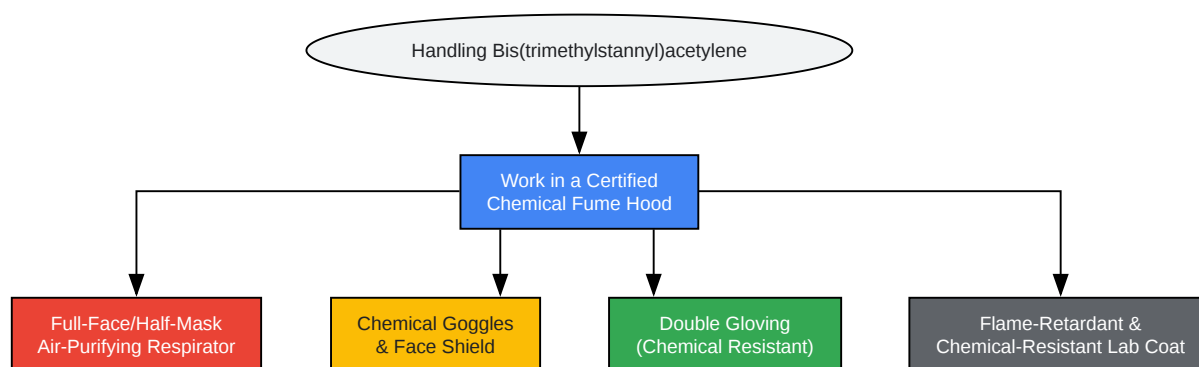 Handling Bis(trimethylstannyl)acetylene
Work in a Certified
Chemical Fume Hood
Full-Face/Half-Mask
Air-Purifying Respirator
Chemical Goggles
& Face Shield
Double Gloving
(Chemical Resistant)
Flame-Retardant &
Chemical-Resistant Lab Coat